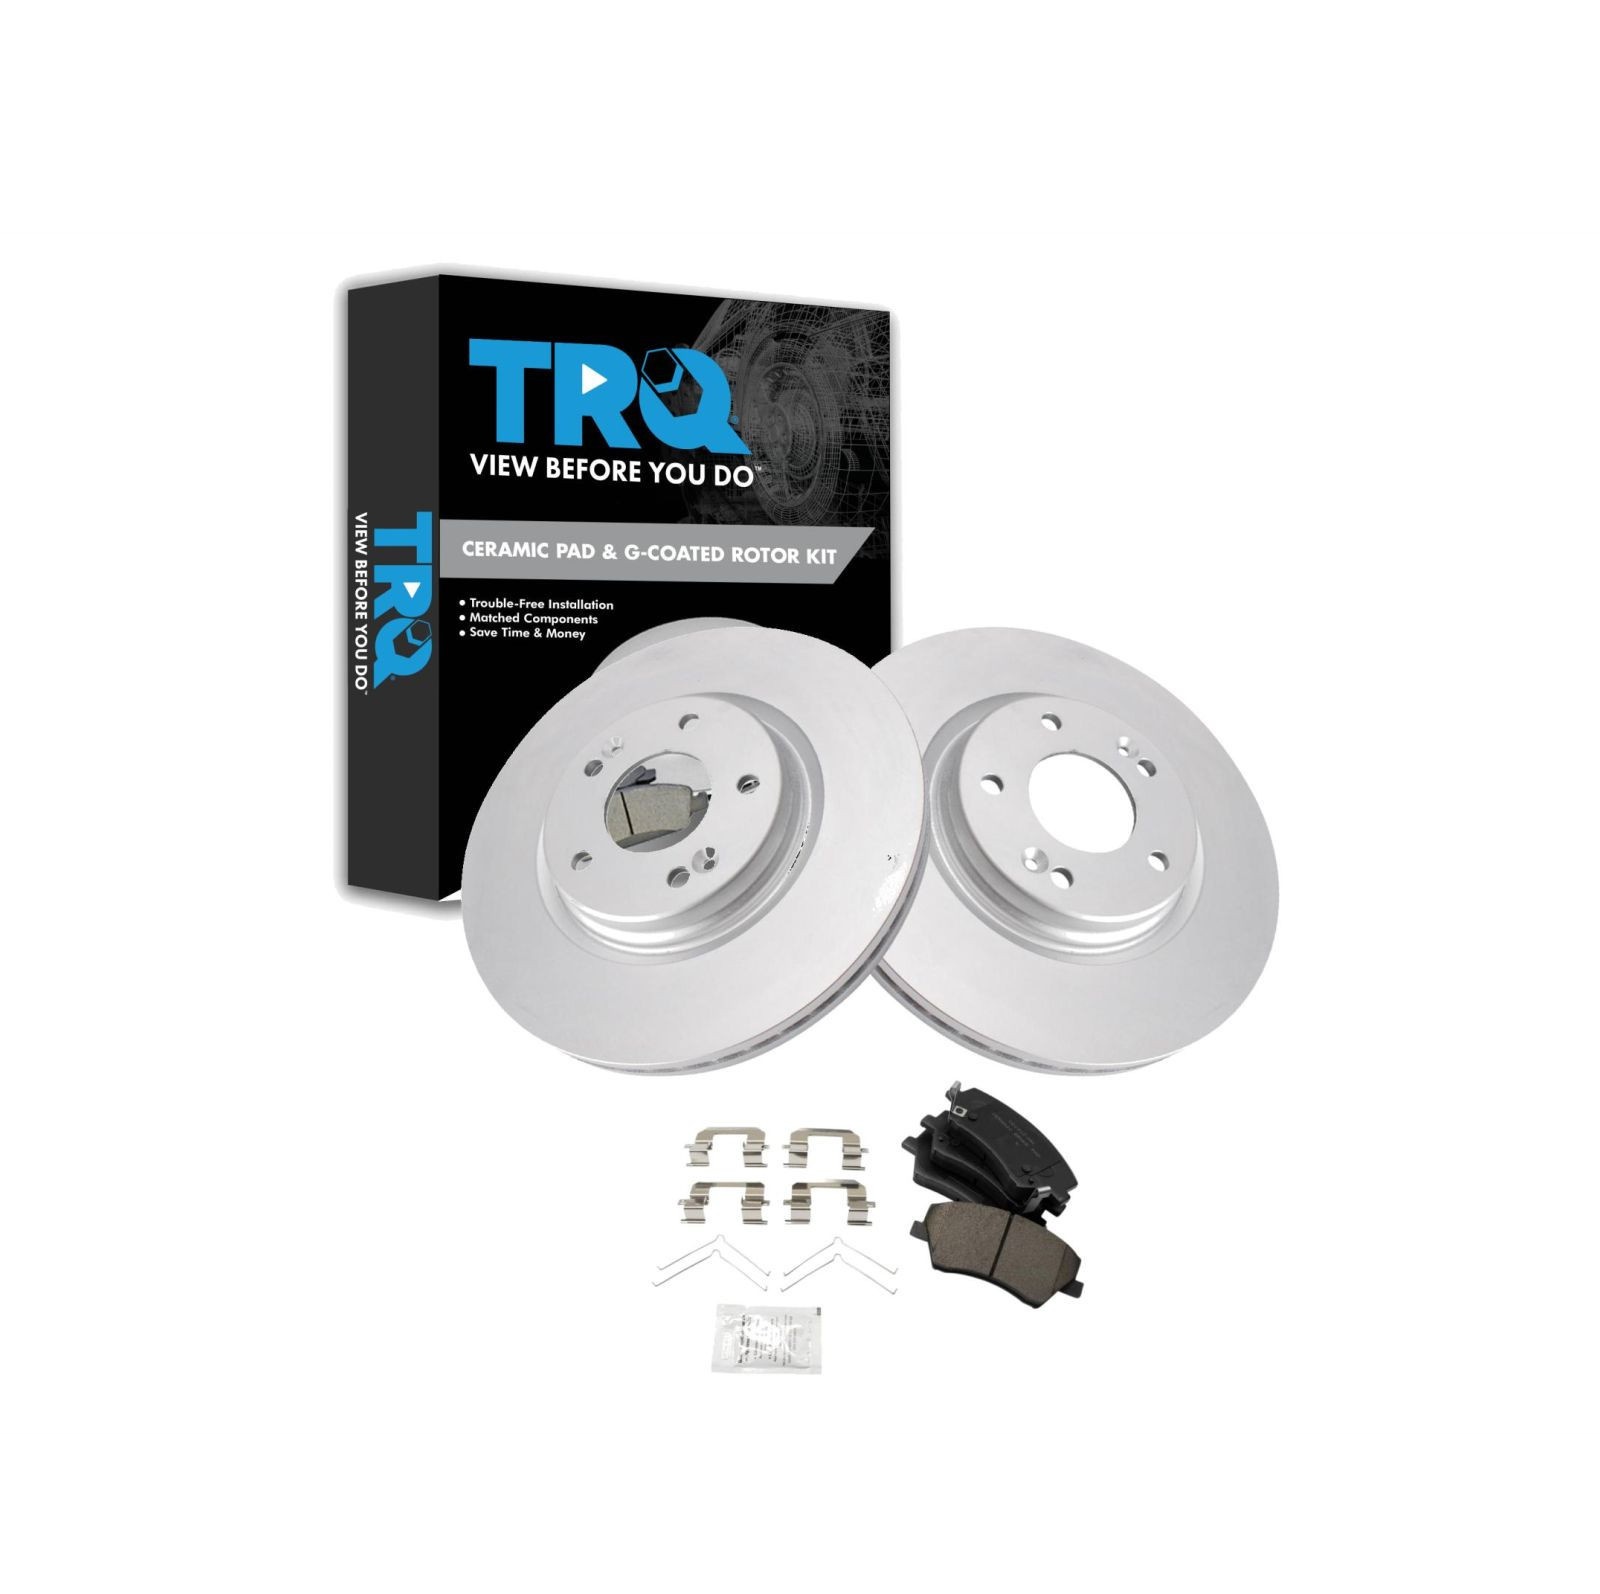 TRQ®
VIEW BEFORE YOU DO™
CERAMIC PAD & G-COATED ROTOR KIT
• Trouble-Free Installation
• Matched Components
• Save Time & Money
TRQ®
VIEW BEFORE YOU DO™